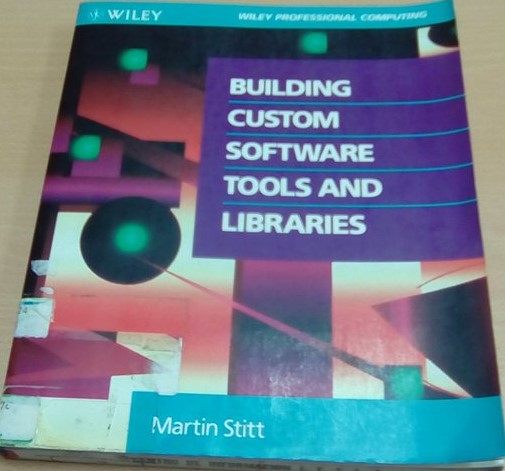 WILEY
WILEY PROFESSIONAL COMPUTING
BUILDING
CUSTOM
SOFTWARE
TOOLS AND
LIBRARIES
Martin Stitt